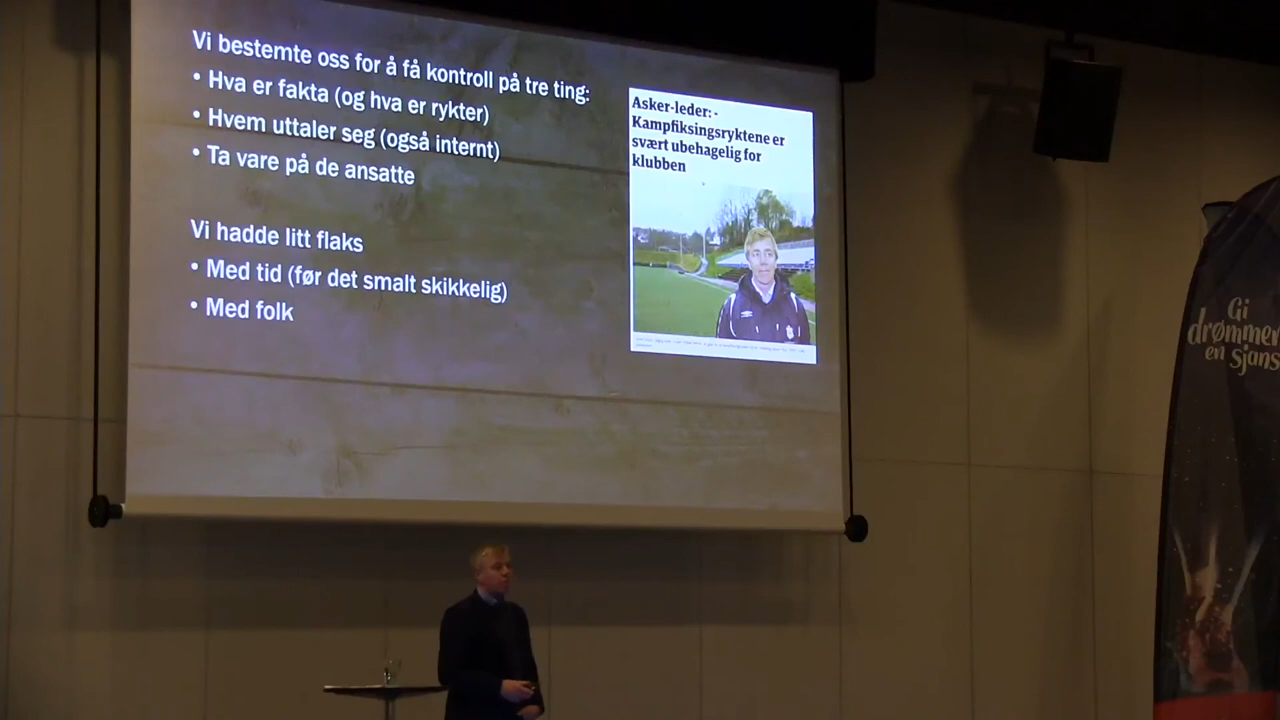 Vi bestemte oss for å få kontroll på tre ting:
• Hva er fakta (og hva er rykter)
• Hvem uttaler seg (også internt)
• Ta vare på de ansatte
Vi hadde litt flaks
• Med tid (før det smalt skikkelig)
• Med folk
Asker-leder: -
Kampfiksingsryktene er
svært ubehagelig for
klubben
Gi
drømmer
en sjans